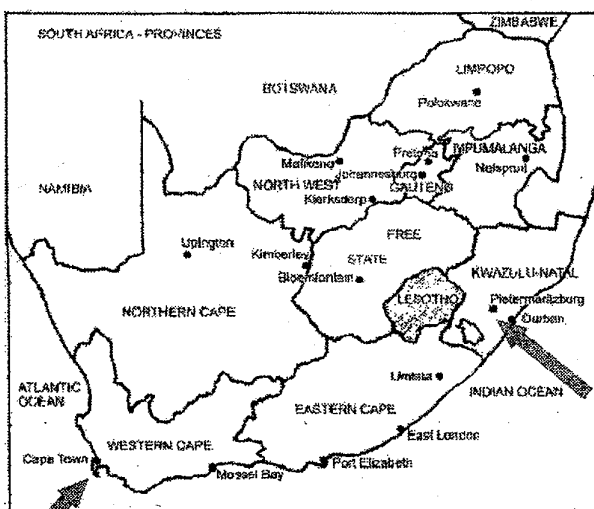 ZIMBABWE
SOUTH AFRICA - PROVINCES
LIMPOPO
BOTSWANA
Polokwane
MPUMALANGA
Pretoria
Mafikeng
Johannesburg
Nelspruit
NAMIBIA
NORTH WEST
GAUTENG
Klerksdorp
FREE
Upington
Kimberley
STATE
Bloemfontein
KWAZULU-NATAL
LESOTHO
Pietermaritzburg
NORTHERN CAPE
Durban
Umtata
ATLANTIC
OCEAN
INDIAN OCEAN
EASTERN CAPE
East London
WESTERN CAPE
Cape Town
Port Elizabeth
Mossel Bay